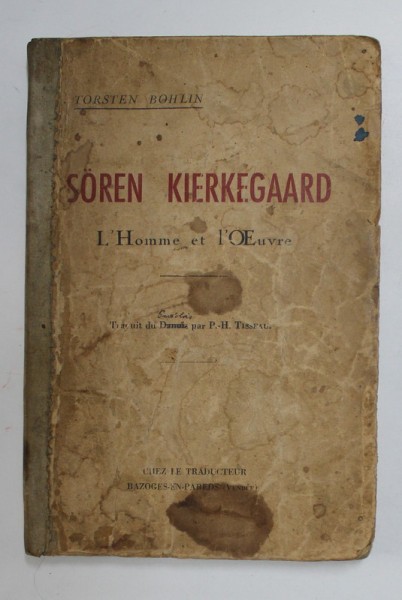 TORSTEN BOHLIN
SÖREN KIERKEGAARD
L'Homme et l'Œuvre
Traduit du Danois par P.-H. TISSEAU
CHEZ LE TRADUCTEUR
BAZOGES-EN-PAREDS (Vendée)